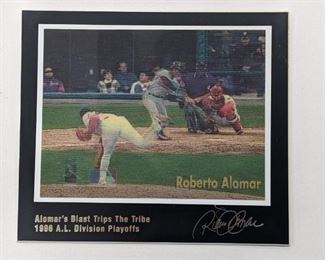 Roberto Alomar
Alomar's Blast Trips The Tribe
1996 A.L. Division Playoffs